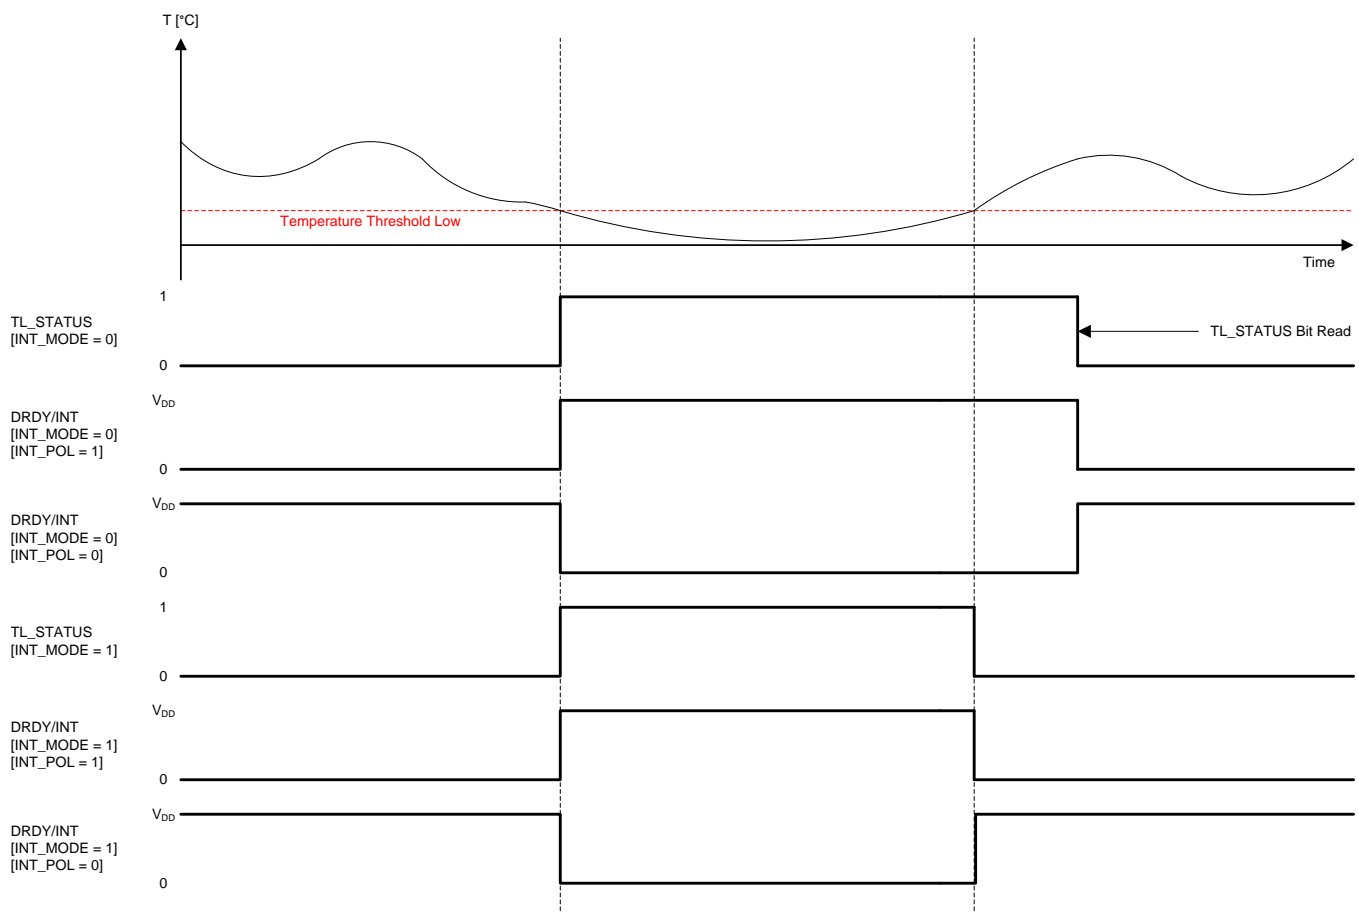 T [°C]
Temperature Threshold Low
Time
1
TL_STATUS
[INT_MODE = 0]
TL_STATUS Bit Read
0
VDD
DRDY/INT
[INT_MODE = 0]
[INT_POL = 1]
0
VDD
DRDY/INT
[INT_MODE = 0]
[INT_POL = 0]
0
1
TL_STATUS
[INT_MODE = 1]
0
VDD
DRDY/INT
[INT_MODE = 1]
[INT_POL = 1]
0
VDD
DRDY/INT
[INT_MODE = 1]
[INT_POL = 0]
0